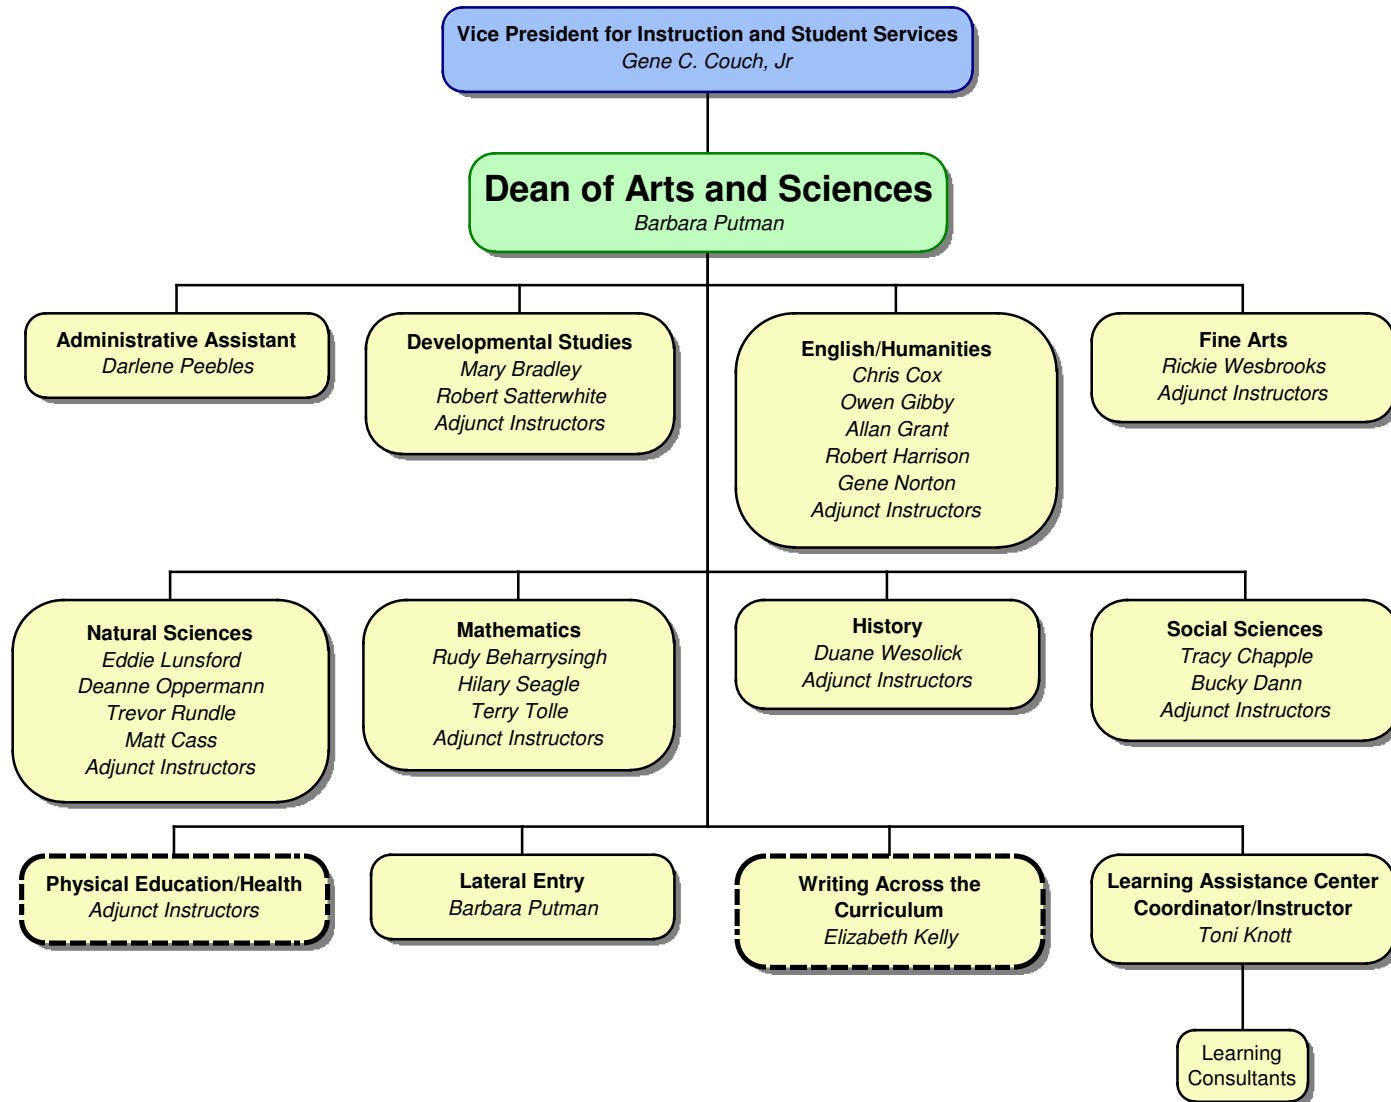 Vice President for Instruction and Student Services
Gene C. Couch, Jr
Dean of Arts and Sciences
Barbara Putman
Administrative Assistant
Darlene Peebles
Developmental Studies
Mary Bradley
Robert Satterwhite
Adjunct Instructors
English/Humanities
Chris Cox
Owen Gibby
Allan Grant
Robert Harrison
Gene Norton
Adjunct Instructors
Fine Arts
Rickie Wesbrooks
Adjunct Instructors
Natural Sciences
Eddie Lunsford
Deanne Oppermann
Trevor Rundle
Matt Cass
Adjunct Instructors
Mathematics
Rudy Beharrysingh
Hilary Seagle
Terry Tolle
Adjunct Instructors
History
Duane Wesolick
Adjunct Instructors
Social Sciences
Tracy Chapple
Bucky Dann
Adjunct Instructors
Physical Education/Health
Adjunct Instructors
Lateral Entry
Barbara Putman
Writing Across the
Curriculum
Elizabeth Kelly
Learning Assistance Center
Coordinator/Instructor
Toni Knott
Learning
Consultants